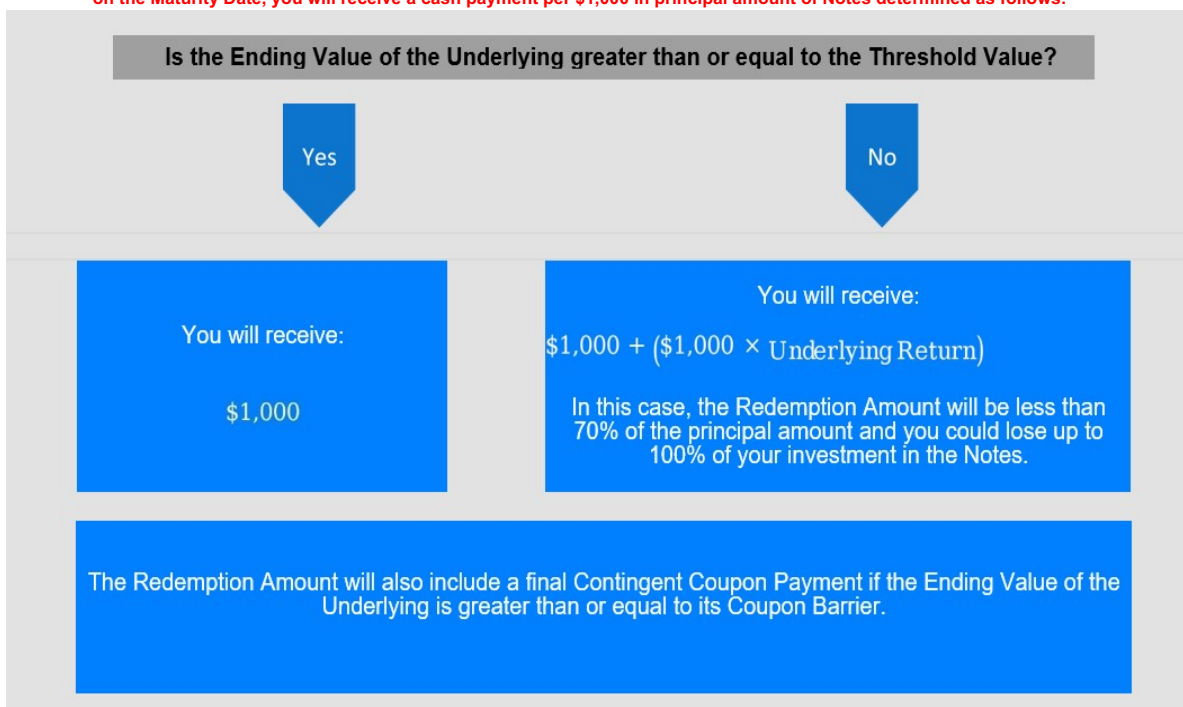 on the Maturity Date, you will receive a cash payment per $1,000 in principal amount of Notes determined as follows:
Is the Ending Value of the Underlying greater than or equal to the Threshold Value?
Yes
No
You will receive:
$1,000
You will receive:
$1,000 + ($1,000 × Underlying Return)
In this case, the Redemption Amount will be less than
70% of the principal amount and you could lose up to
100% of your investment in the Notes.
The Redemption Amount will also include a final Contingent Coupon Payment if the Ending Value of the
Underlying is greater than or equal to its Coupon Barrier.